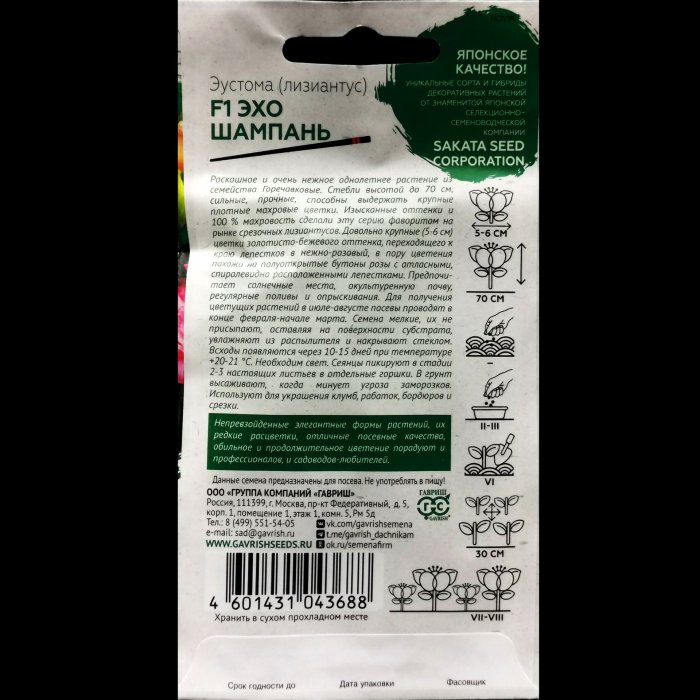 ЯПОНСКОЕ
КАЧЕСТВО!
УНИКАЛЬНЫЕ СОРТА И ГИБРИДЫ
ДЕКОРАТИВНЫХ РАСТЕНИЙ
ОТ ЗНАМЕНИТОЙ ЯПОНСКОЙ
СЕЛЕКЦИОННО-
СЕМЕНОВОДЧЕСКОЙ
КОМПАНИИ
SAKATA SEED
CORPORATION.
Эустома (лизиантус)
F1 ЭХО
ШАМПАНЬ
Роскошное и очень нежное однолетнее растение из
семейства Горечавковые. Стебли высотой до 70 см,
сильные, прочные, способны выдержать крупные
плотные махровые цветки. Изысканные оттенки и
100 % махровость сделали эту серию фаворитом на
рынке срезочных лизиантусов. Довольно крупные (5-6 см)
цветки золотисто-бежевого оттенка, переходящего к
краю лепестков в нежно-розовый, в пору цветения
похожи на полуоткрытые бутоны розы с атласными,
спиралевидно расположенными лепестками. Предпочи-
тает солнечные места, окультуренную почву,
регулярные поливы и опрыскивания. Для получения
цветущих растений в июле-августе посевы проводят в
конце февраля-начале марта. Семена мелкие, их не
присыпают, оставляя на поверхности субстрата,
увлажняют из распылителя и накрывают стеклом.
Всходы появляются через 10-15 дней при температуре
+20-21 °С. Необходим свет. Сеянцы пикируют в стадии
2-3 настоящих листьев в отдельные горшки. В грунт
высаживают, когда минует угроза заморозков.
Используют для украшения клумб, рабаток, бордюров и
срезки.
Непревзойденные элегантные формы растений, их
редкие расцветки, отличные посевные качества,
обильное и продолжительное цветение порадуют и
профессионалов, и садоводов-любителей.
Данные семена предназначены для посева. Не употреблять в пищу!
ООО «ГРУППА КОМПАНИЙ «ГАВРИШ»
Россия, 111399, г. Москва, пр-кт Федеративный, д. 5,
корп. 1, помещение 1, этаж 1, комн. 5, Рм 5д
Тел.: 8 (499) 551-54-05
e-mail: sad@gavrish.ru
WWW.GAVRISHSEEDS.RU
vk.com/gavrishsemena
t.me/gavrish_dachnikam
ok.ru/semenafirm
ГАВРИШ
GAVRISH
4 601431 043688
Хранить в сухом прохладном месте
5-6 СМ
70 СМ
–
II-III
VI
30 СМ
VII-VIII
Срок годности до
Дата упаковки
Фасовщик